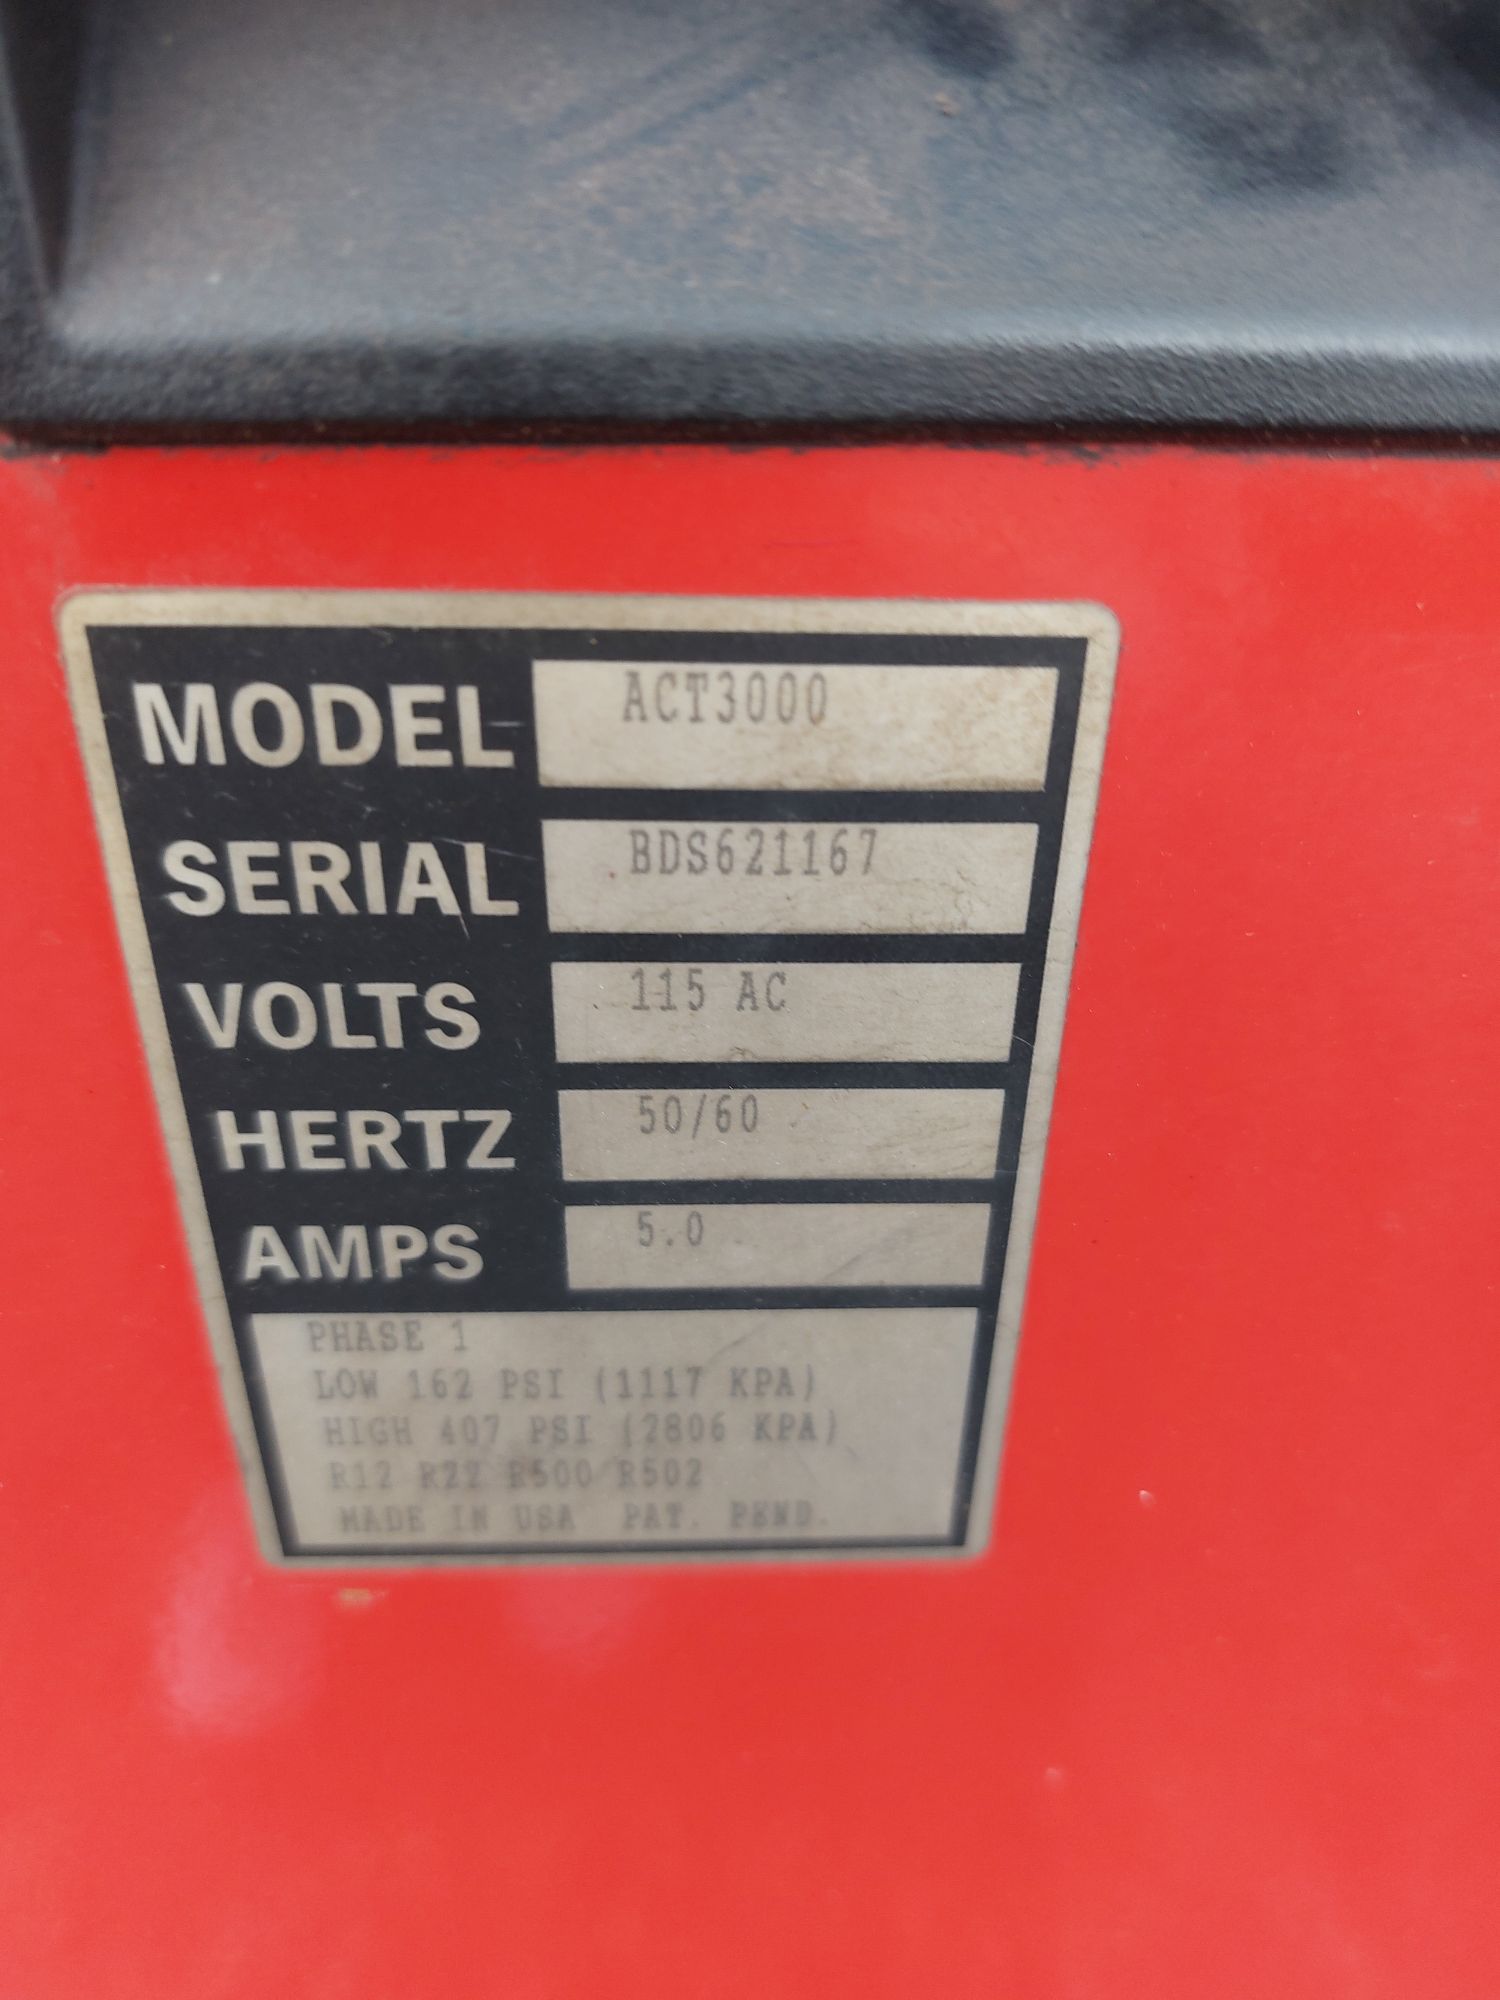 MODEL ACT3000
SERIAL BDS621167
VOLTS 115 AC
HERTZ 50/60
AMPS 5.0
PHASE 1
LOW 162 PSI (1117 KPA)
HIGH 407 PSI (2806 KPA)
R12 R22 R500 R502
MADE IN USA PAT. PEND.